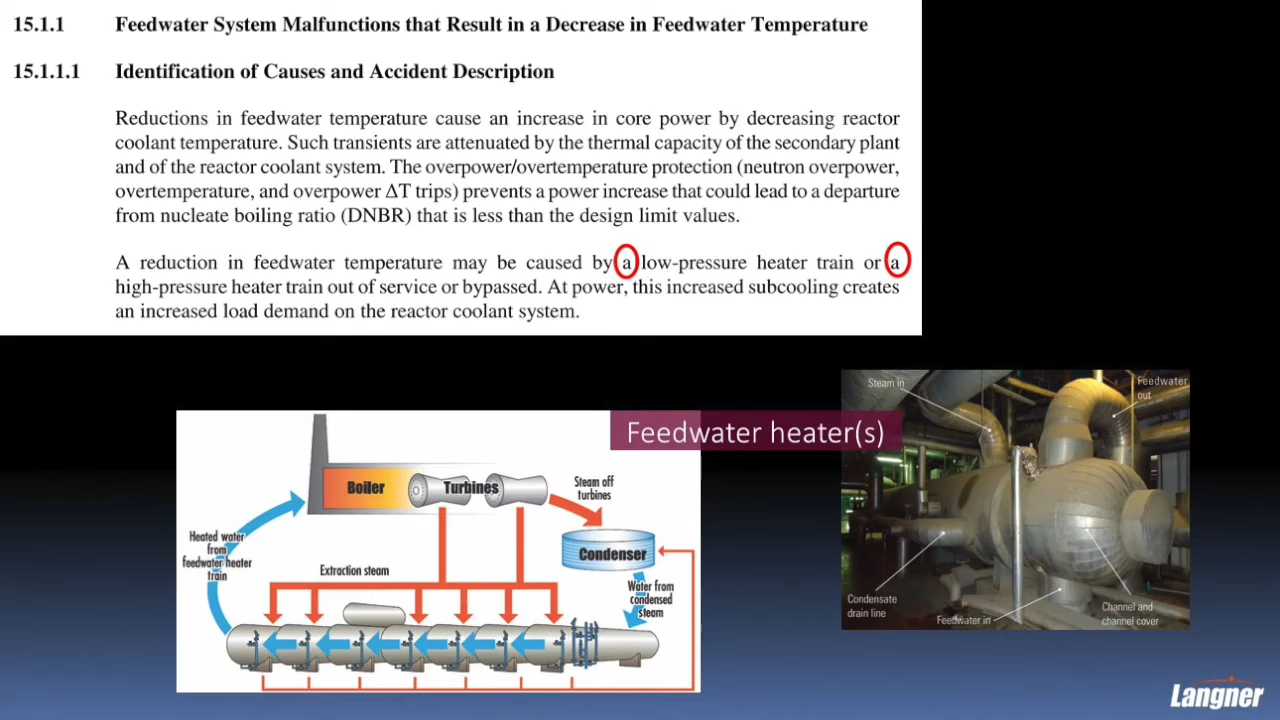 15.1.1 Feedwater System Malfunctions that Result in a Decrease in Feedwater Temperature
15.1.1.1 Identification of Causes and Accident Description
Reductions in feedwater temperature cause an increase in core power by decreasing reactor
coolant temperature. Such transients are attenuated by the thermal capacity of the secondary plant
and of the reactor coolant system. The overpower/overtemperature protection (neutron overpower,
overtemperature, and overpower ΔT trips) prevents a power increase that could lead to a departure
from nucleate boiling ratio (DNBR) that is less than the design limit values.
A reduction in feedwater temperature may be caused by a low-pressure heater train or a
high-pressure heater train out of service or bypassed. At power, this increased subcooling creates
an increased load demand on the reactor coolant system.
Feedwater heater(s)
Boiler
Turbines
Steam off
turbines
Condenser
Heated water
from
feedwater heater
train
Extraction steam
Water from
condensed
steam
Steam in
Feedwater
out
Condensate
drain line
Feedwater in
Channel and
channel cover
Langner